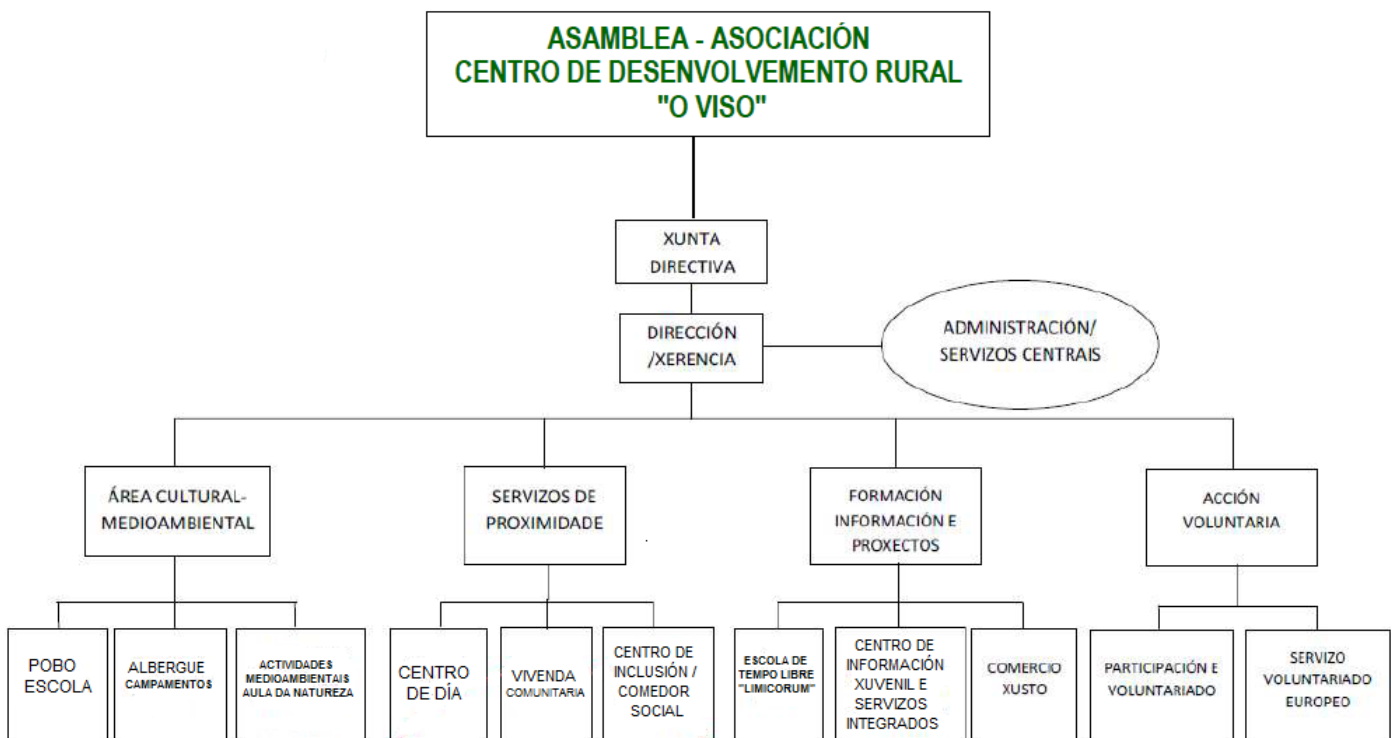 ASAMBLEA - ASOCIACIÓN
CENTRO DE DESENVOLVEMENTO RURAL
"O VISO"
XUNTA
DIRECTIVA
DIRECCIÓN
/XERENCIA
ADMINISTRACIÓN/
SERVIZOS CENTRAIS
ÁREA CULTURAL-
MEDIOAMBIENTAL
SERVIZOS DE
PROXIMIDADE
FORMACIÓN
INFORMACIÓN E
PROXECTOS
ACCIÓN
VOLUNTARIA
POBO
ESCOLA
ALBERGUE
CAMPAMENTOS
ACTIVIDADES
MEDIOAMBIENTAIS
AULA DA NATUREZA
CENTRO
DE DÍA
VIVENDA
COMUNITARIA
CENTRO DE
INCLUSIÓN /
COMEDOR
SOCIAL
ESCOLA DE
TEMPO LIBRE
"LIMICORUM"
CENTRO DE
INFORMACIÓN
XUVENIL E
SERVIZOS
INTEGRADOS
COMERCIO
XUSTO
PARTICIPACIÓN E
VOLUNTARIADO
SERVIZO
VOLUNTARIADO
EUROPEO